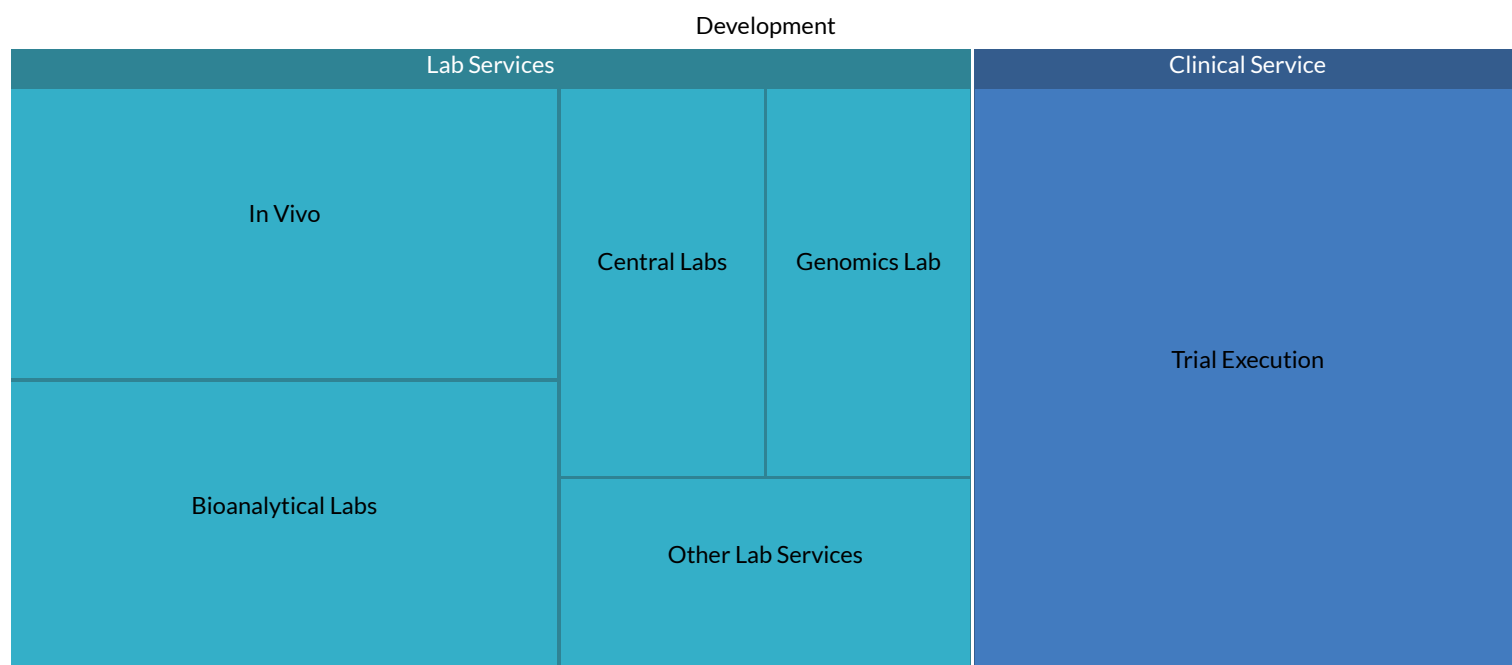 Development
Lab Services
Clinical Service
In Vivo
Central Labs
Genomics Lab
Trial Execution
Bioanalytical Labs
Other Lab Services